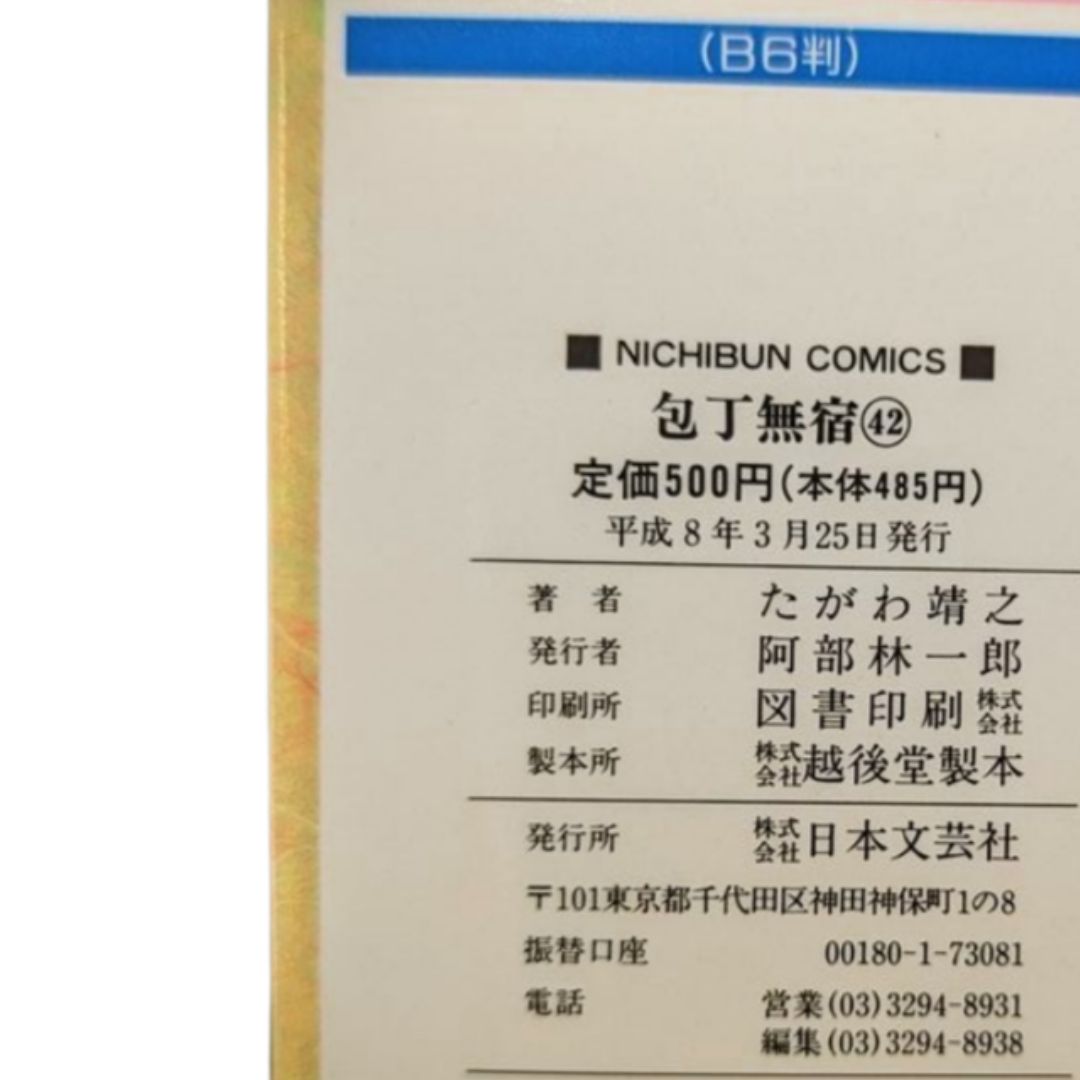 (B6判)
■ NICHIBUN COMICS ■
包丁無宿㊷
定価500円(本体485円)
平成8年3月25日発行
著者 たがわ靖之
発行者 阿部林一郎
印刷所 図書印刷株式会社
製本所 株式会社越後堂製本
発行所 株式会社日本文芸社
〒101東京都千代田区神田神保町1の8
振替口座 00180-1-73081
電話 営業(03)3294-8931
編集(03)3294-8938